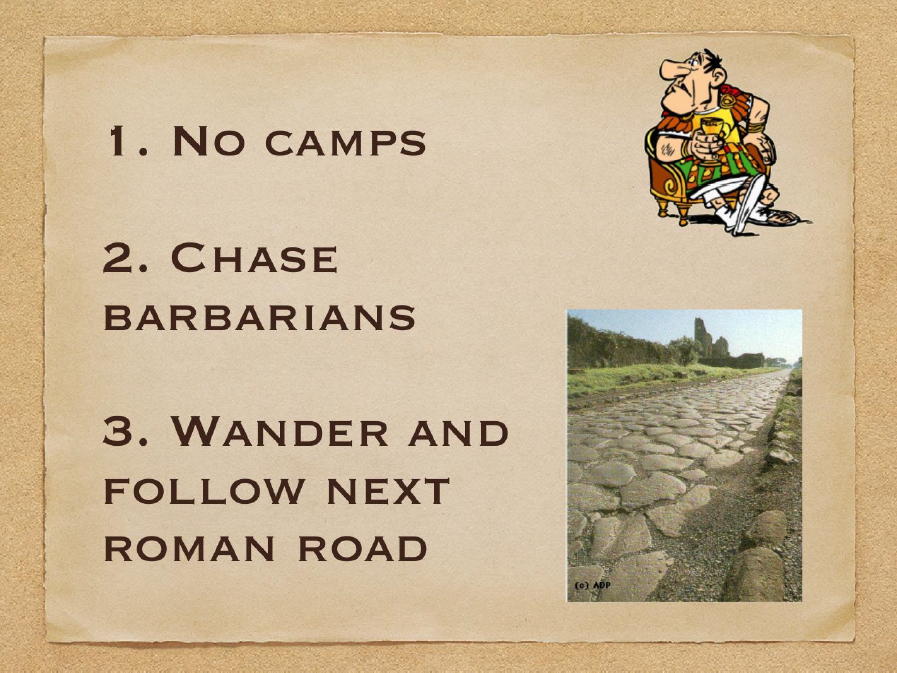 1. No camps
2. Chase
barbarians
3. Wander and
follow next
roman road
(c) ADP